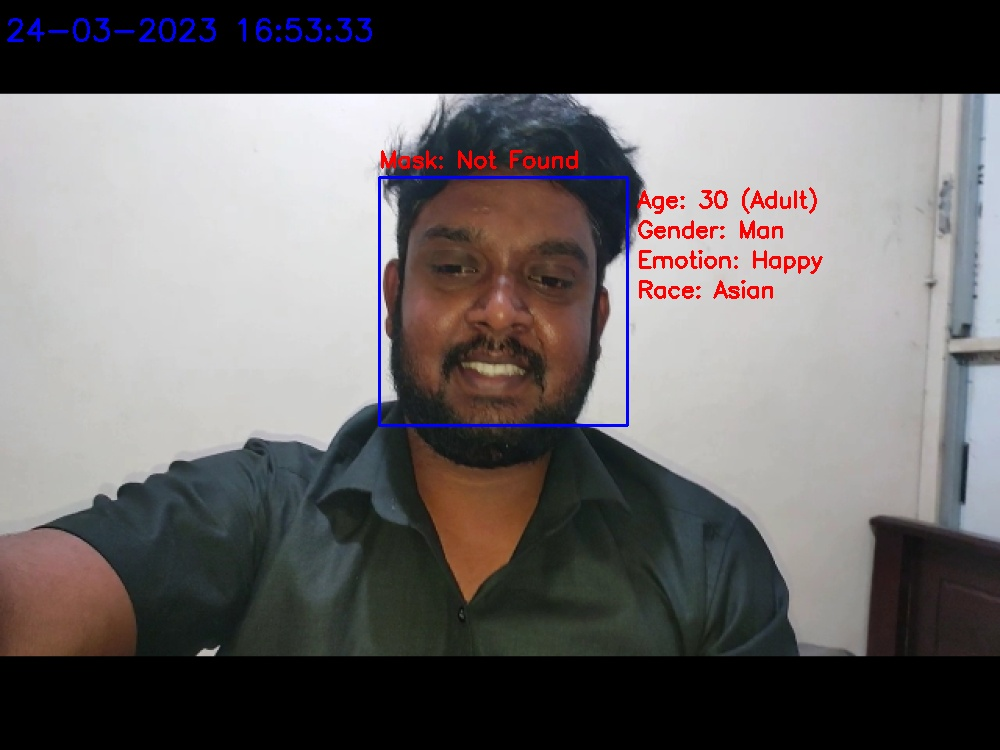 24-03-2023 16:53:33
Mask: Not Found
Age: 30 (Adult)
Gender: Man
Emotion: Happy
Race: Asian